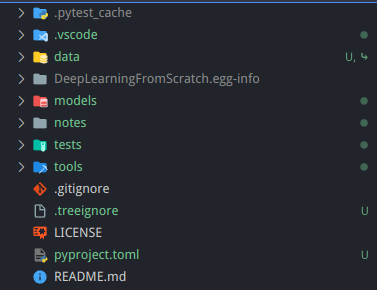 .pytest_cache
.vscode
data U,
DeepLearningFromScratch.egg-info
models
notes
tests
tools
.gitignore
.treeignore U
LICENSE
pyproject.toml U
README.md